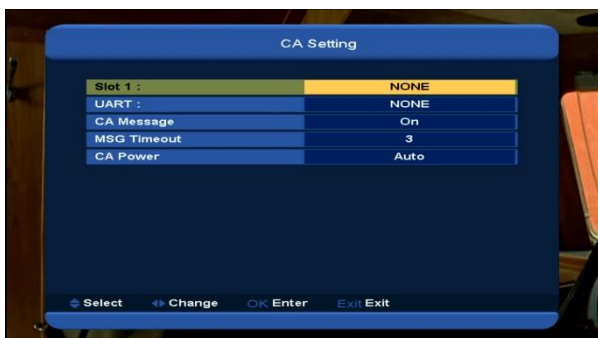 CA Setting
Slot 1 : NONE
UART : NONE
CA Message On
MSG Timeout 3
CA Power Auto
Select Change OK Enter Exit Exit